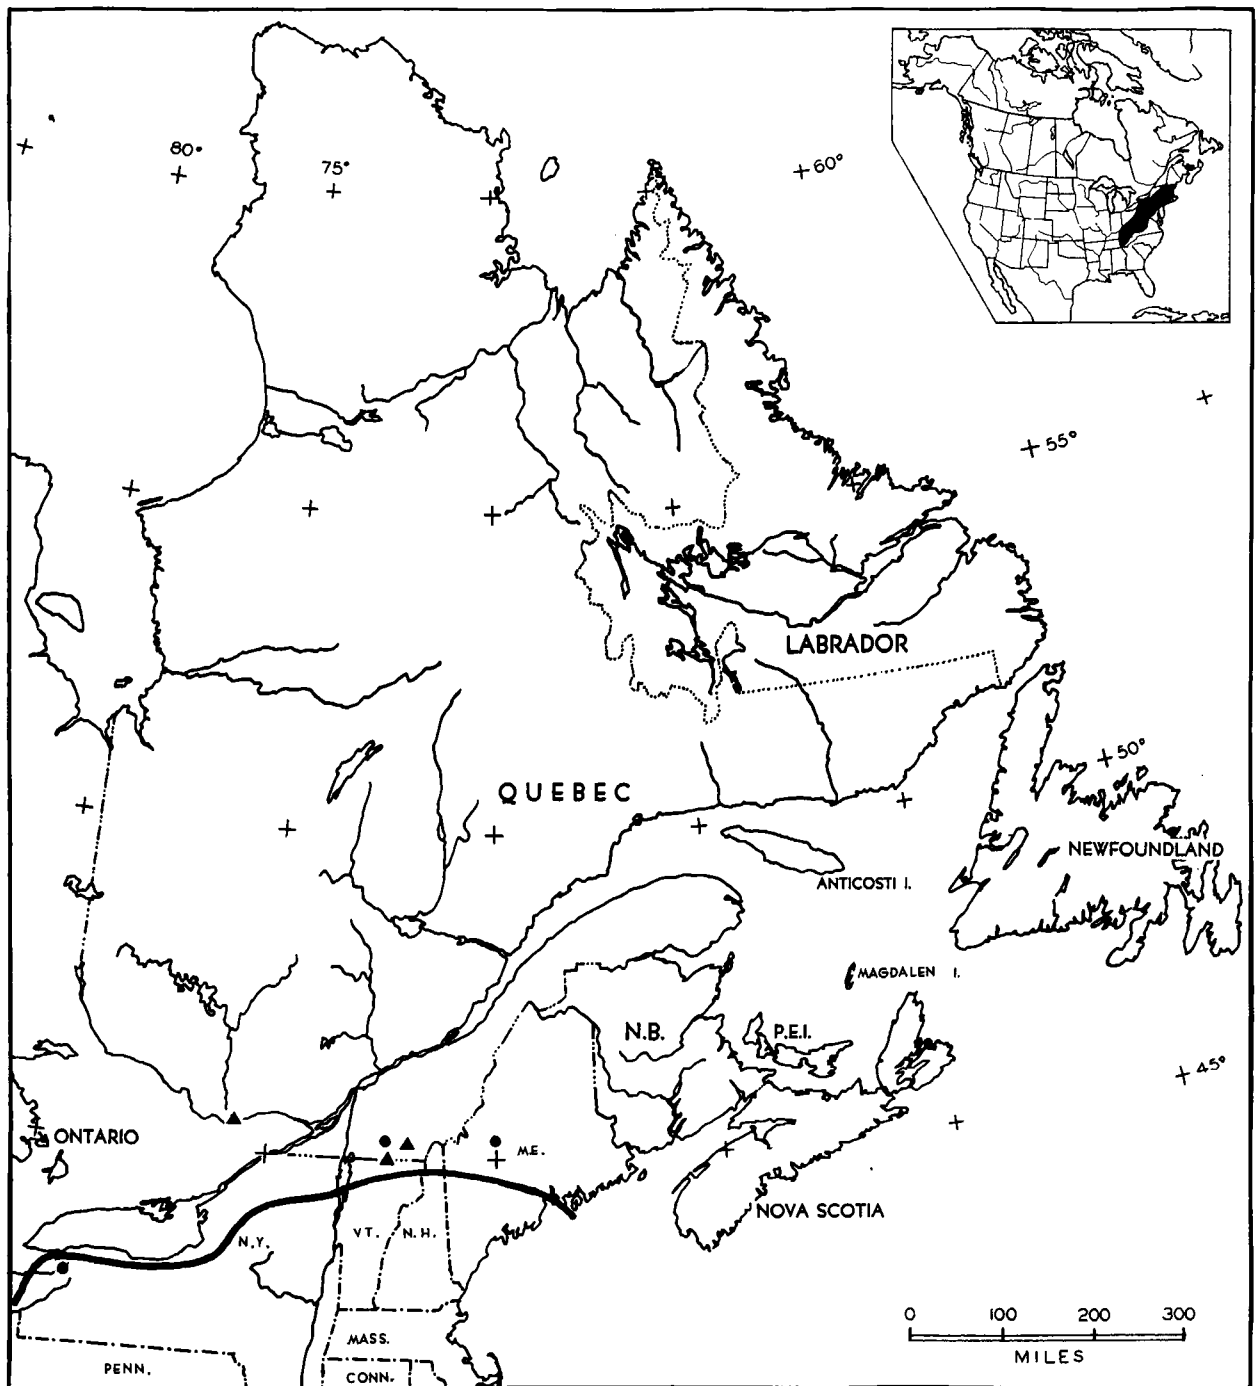 80°
75°
60°
55°
LABRADOR
50°
QUEBEC
NEWFOUNDLAND
ANTICOSTI I.
MAGDALEN I.
N.B.
P.E.I.
45°
ONTARIO
M.E.
NOVA SCOTIA
VT.
N.H.
N.Y.
0 100 200 300
MILES
MASS.
PENN.
CONN.